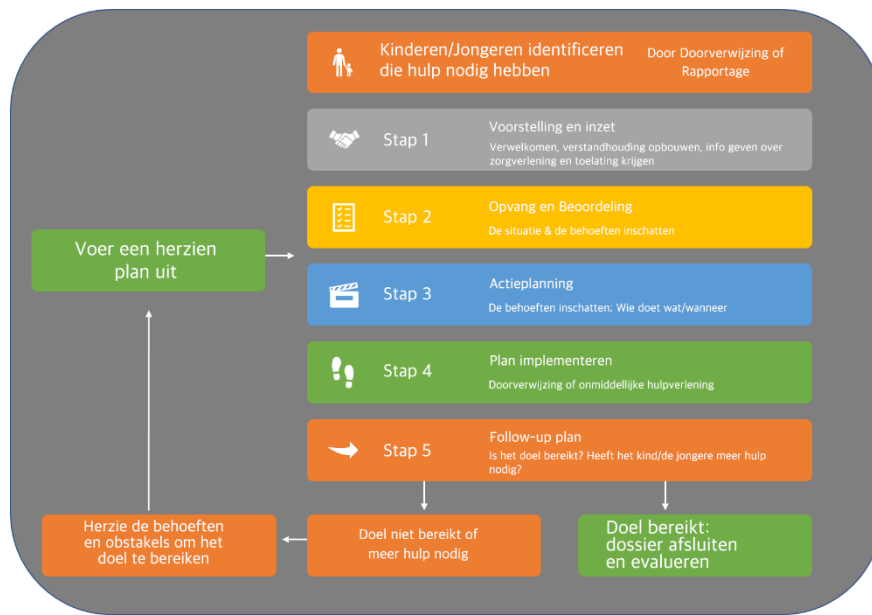 Kinderen/Jongeren identificeren
die hulp nodig hebben
Door Doorverwijzing of
Rapportage
Stap 1
Voorstelling en inzet
Verwelkomen, verstandhouding opbouwen, info geven over
zorgverlening en toelating krijgen
Stap 2
Opvang en Beoordeling
De situatie & de behoeften inschatten
Voer een herzien
plan uit
Stap 3
Actieplanning
De behoeften inschatten; Wie doet wat/wanneer
Stap 4
Plan implementeren
Doorverwijzing of onmiddellijke hulpverlening
Stap 5
Follow-up plan
Is het doel bereikt? Heeft het kind/de jongere meer hulp
nodig?
Herzie de behoeften
en obstakels om het
doel te bereiken
Doel niet bereikt of
meer hulp nodig
Doel bereikt:
dossier afsluiten
en evalueren